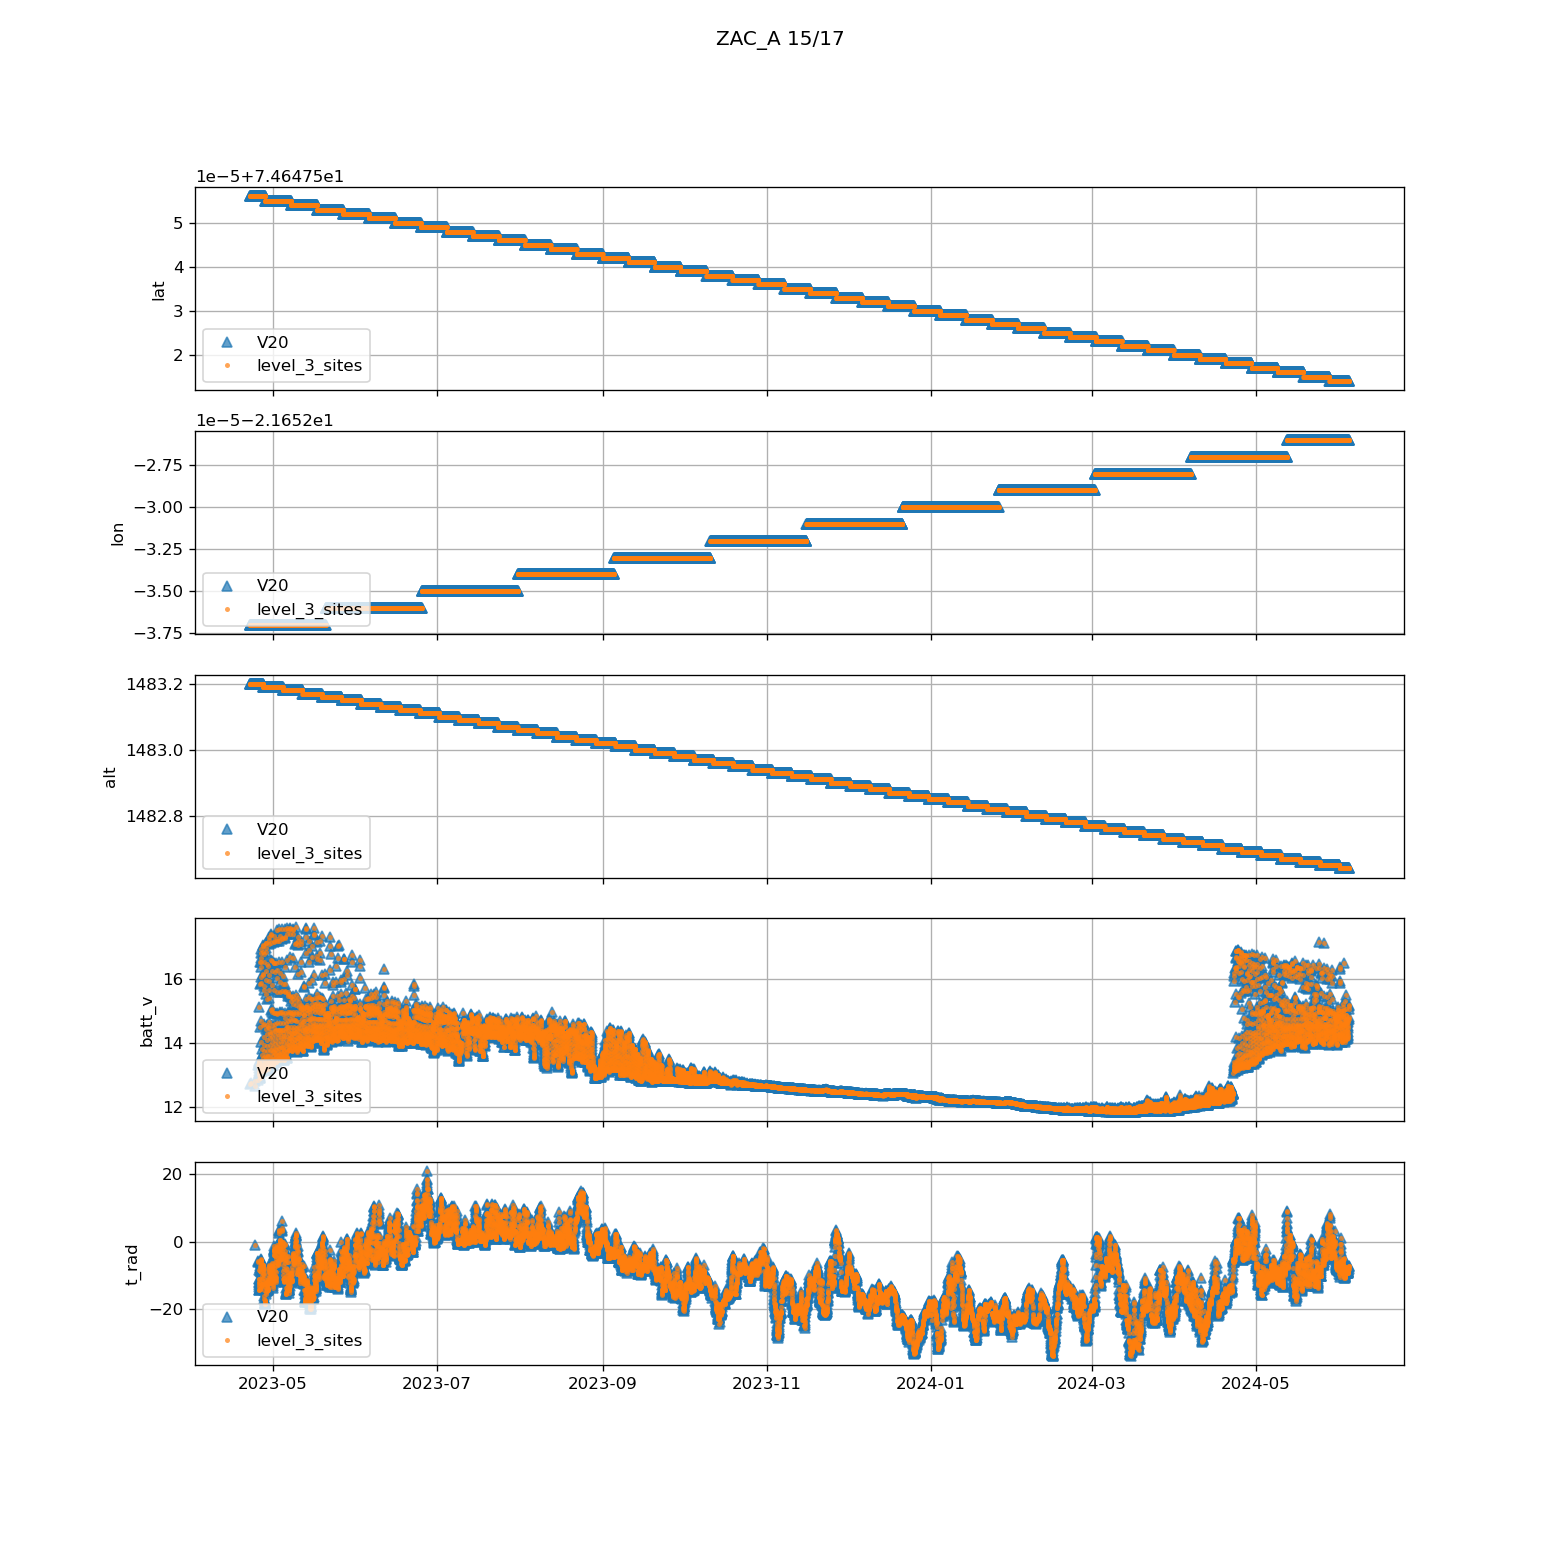 ZAC_A 15/17
1e−5+7.46475e1
5
4
3
2
lat
V20
level_3_sites
1e−5−2.1652e1
−2.75
−3.00
−3.25
−3.50
−3.75
lon
V20
level_3_sites
1483.2
1483.0
1482.8
alt
V20
level_3_sites
16
14
12
batt_v
V20
level_3_sites
20
0
−20
t_rad
V20
level_3_sites
2023-05 2023-07 2023-09 2023-11 2024-01 2024-03 2024-05